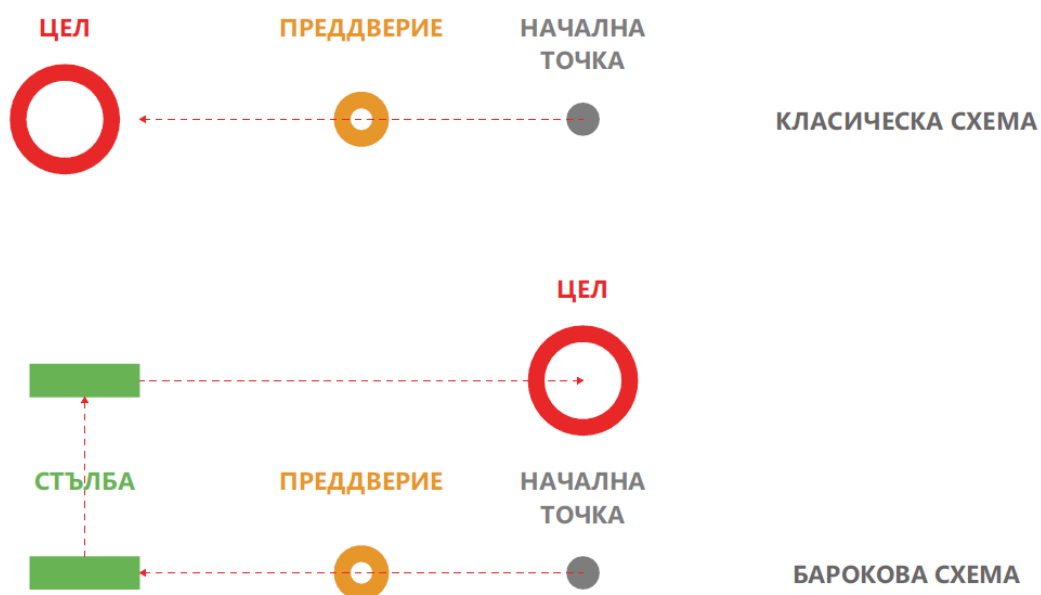 ЦЕЛ
ПРЕДДВЕРИЕ
НАЧАЛНА
ТОЧКА
КЛАСИЧЕСКА СХЕМА
ЦЕЛ
СТЪЛБА
ПРЕДДВЕРИЕ
НАЧАЛНА
ТОЧКА
БАРОКОВА СХЕМА